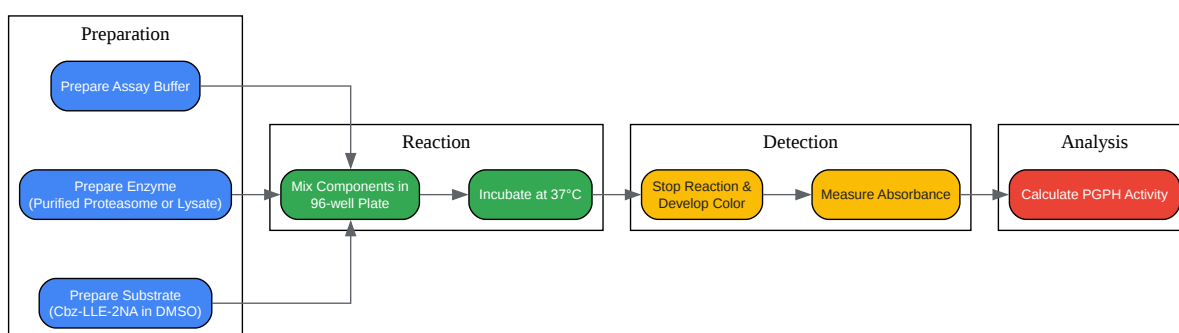 Preparation
Prepare Assay Buffer
Prepare Enzyme
(Purified Proteasome or Lysate)
Prepare Substrate
(Cbz-LLE-2NA in DMSO)
Reaction
Mix Components in
96-well Plate
Incubate at 37°C
Detection
Stop Reaction &
Develop Color
Measure Absorbance
Analysis
Calculate PGPH Activity